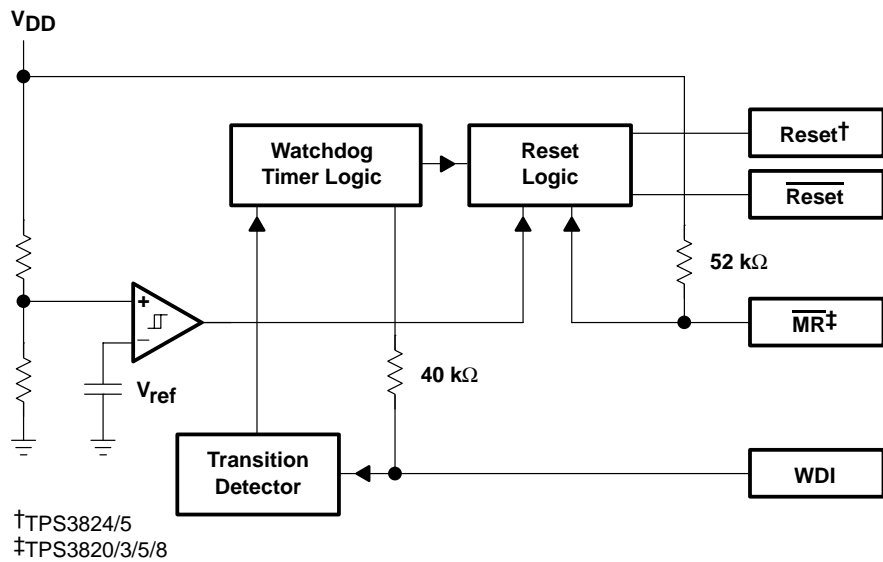 VDD
Watchdog
Timer Logic
Reset
Logic
Reset†
Reset
52 kΩ
MR‡
+
−
Vref
40 kΩ
Transition
Detector
WDI
†TPS3824/5
‡TPS3820/3/5/8